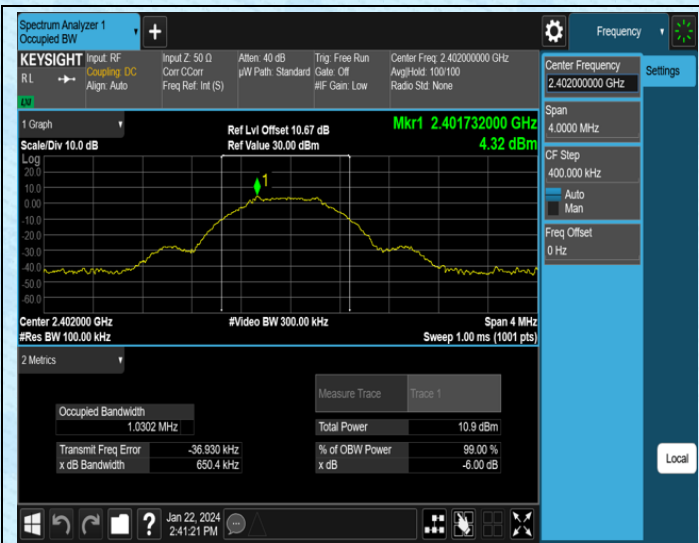 Spectrum Analyzer 1
Occupied BW
+
Frequency
KEYSIGHT
RL
LXI
Input: RF
Coupling: DC
Align: Auto
Input Z: 50 Ω
Corr CCorr
Freq Ref: Int (S)
Atten: 40 dB
µW Path: Standard
Trig: Free Run
Gate: Off
#IF Gain: Low
Center Freq: 2.402000000 GHz
Avg|Hold: 100/100
Radio Std: None
Center Frequency
2.402000000 GHz
Settings
Span
4.0000 MHz
CF Step
400.000 kHz
Auto
Man
Freq Offset
0 Hz
Local
1 Graph
Scale/Div 10.0 dB
Ref Lvl Offset 10.67 dB
Ref Value 30.00 dBm
Mkr1 2.401732000 GHz
4.32 dBm
Log
20.0
10.0
0.00
-10.0
-20.0
-30.0
-40.0
-50.0
-60.0
1
Center 2.402000 GHz
#Res BW 100.00 kHz
#Video BW 300.00 kHz
Span 4 MHz
Sweep 1.00 ms (1001 pts)
2 Metrics
Measure Trace Trace 1
Occupied Bandwidth
1.0302 MHz
Total Power 10.9 dBm
Transmit Freq Error -36.930 kHz
% of OBW Power 99.00 %
x dB Bandwidth 650.4 kHz
x dB -6.00 dB
?
Jan 22, 2024
2:41:21 PM